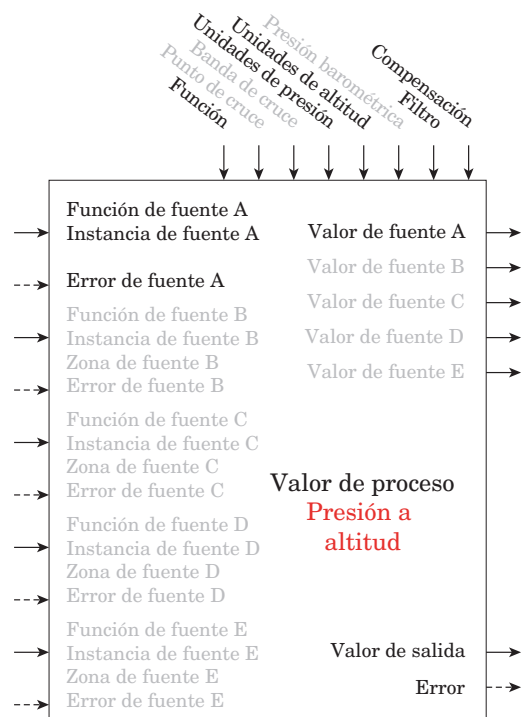 Función
Punto de cruce
Banda de cruce
Unidades de presión
Unidades de altitud
Presión barométrica
Filtro
Compensación
Función de fuente A
Instancia de fuente A
Error de fuente A
Función de fuente B
Instancia de fuente B
Zona de fuente B
Error de fuente B
Función de fuente C
Instancia de fuente C
Zona de fuente C
Error de fuente C
Función de fuente D
Instancia de fuente D
Zona de fuente D
Error de fuente D
Función de fuente E
Instancia de fuente E
Zona de fuente E
Error de fuente E
Valor de fuente A
Valor de fuente B
Valor de fuente C
Valor de fuente D
Valor de fuente E
Valor de proceso
Presión a
altitud
Valor de salida
Error